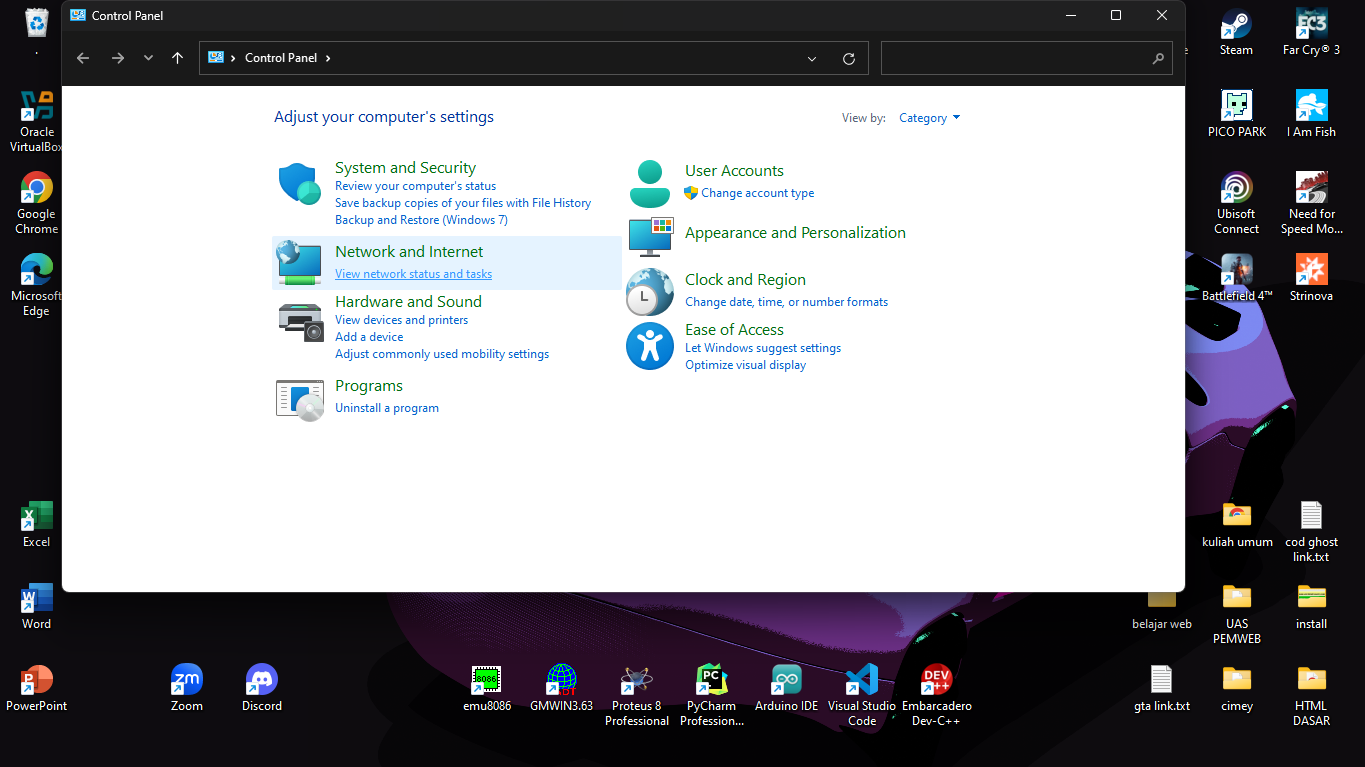 Control Panel
Control Panel
Adjust your computer's settings
View by:
Category
System and Security
Review your computer's status
Save backup copies of your files with File History
Backup and Restore (Windows 7)
Network and Internet
View network status and tasks
Hardware and Sound
View devices and printers
Add a device
Adjust commonly used mobility settings
Programs
Uninstall a program
User Accounts
Change account type
Appearance and Personalization
Clock and Region
Change date, time, or number formats
Ease of Access
Let Windows suggest settings
Optimize visual display
.
Oracle
VirtualBox
Google
Chrome
Microsoft
Edge
Excel
Word
PowerPoint
Zoom
zm
Discord
8086
emu8086
GMWIN3.63
Proteus 8
Professional
PC
PyCharm
Profession...
Arduino IDE
Visual Studio
Code
DEV
C++
Embarcadero
Dev-C++
Steam
EC3
Far Cry® 3
PICO PARK
I Am Fish
Ubisoft
Connect
Need for
Speed Mo...
Battlefield 4™
Strinova
kuliah umum
cod ghost
link.txt
belajar web
UAS
PEMWEB
install
gta link.txt
cimey
HTML
DASAR